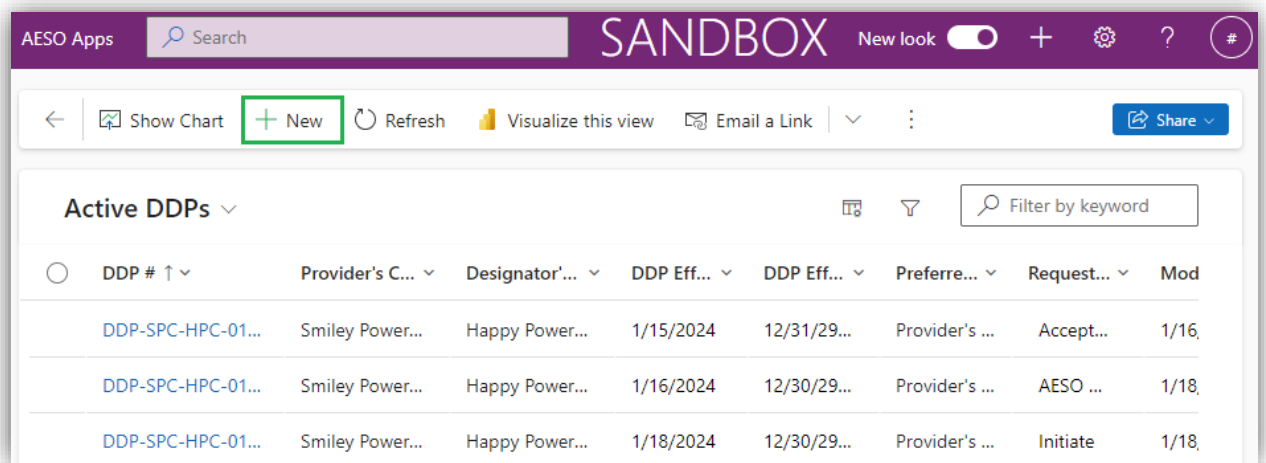 AESO Apps Search SANDBOX New look #
Show Chart New Refresh Visualize this view Email a Link Share
Active DDPs Filter by keyword
DDP # Provider's C... Designator'... DDP Eff... DDP Eff... Preferre... Request... Mod
DDP-SPC-HPC-01... Smiley Power... Happy Power... 1/15/2024 12/31/29... Provider's ... Accept... 1/16,
DDP-SPC-HPC-01... Smiley Power... Happy Power... 1/16/2024 12/30/29... Provider's ... AESO ... 1/18,
DDP-SPC-HPC-01... Smiley Power... Happy Power... 1/18/2024 12/30/29... Provider's ... Initiate 1/18,